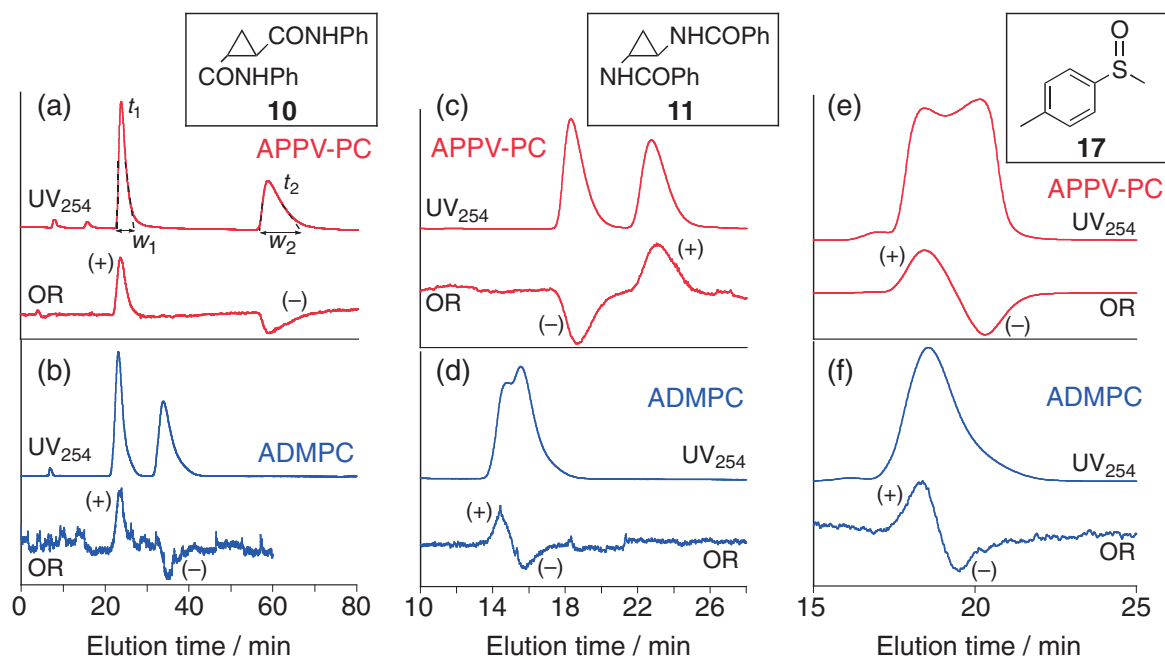 CONHPh
CONHPh
10
NHCOPh
NHCOPh
11
O
S
17
(a)
t1
APPV-PC
t2
UV254
w1
w2
(+)
(–)
OR
(b)
UV254
ADMPC
(+)
OR
(–)
0 20 40 60 80
Elution time / min
(c)
APPV-PC
UV254
(+)
OR
(–)
(d)
ADMPC
UV254
(+)
OR
(–)
10 14 18 22 26
Elution time / min
(e)
APPV-PC
UV254
(+)
OR
(–)
(f)
ADMPC
UV254
(+)
OR
(–)
15 20 25
Elution time / min